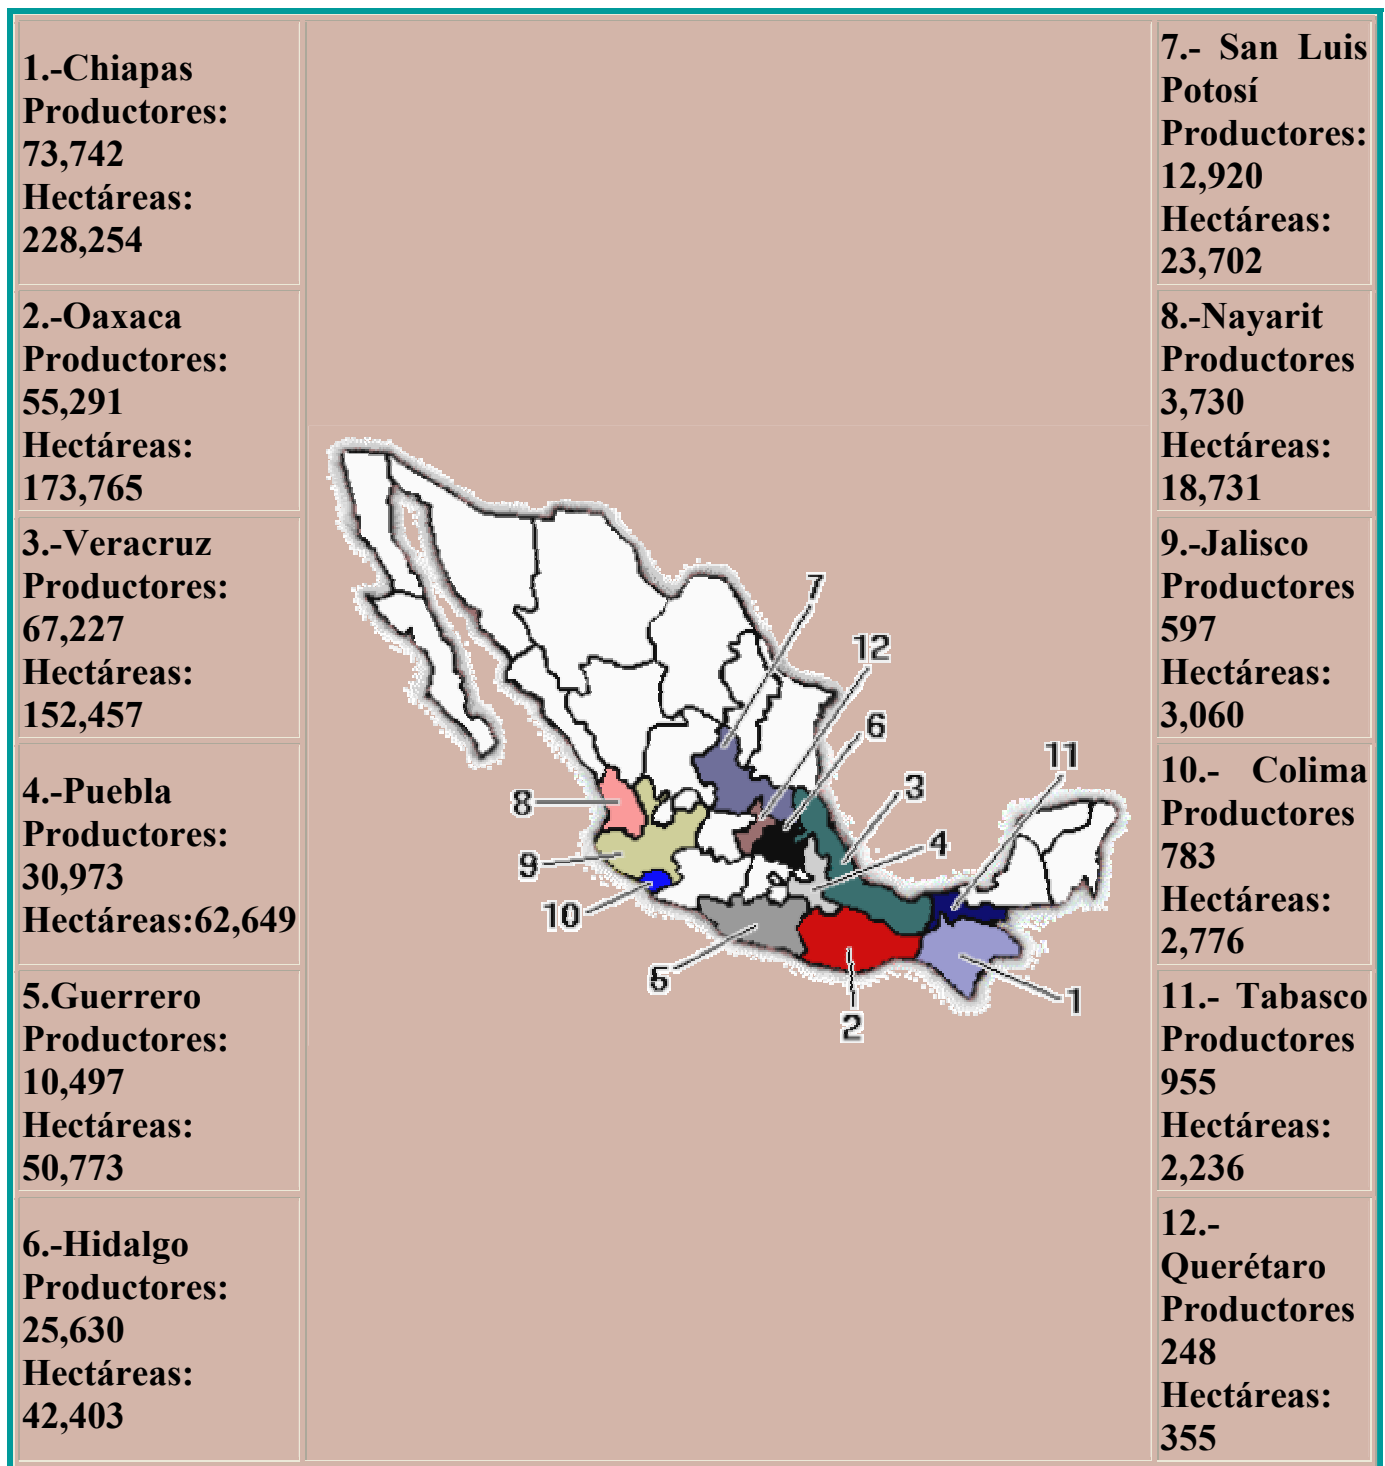 1.-Chiapas
Productores:
73,742
Hectáreas:
228,254
2.-Oaxaca
Productores:
55,291
Hectáreas:
173,765
3.-Veracruz
Productores:
67,227
Hectáreas:
152,457
4.-Puebla
Productores:
30,973
Hectáreas:62,649
5.Guerrero
Productores:
10,497
Hectáreas:
50,773
6.-Hidalgo
Productores:
25,630
Hectáreas:
42,403
7
12
6
11
3
8
4
9
10
5
1
2
7.- San Luis
Potosí
Productores:
12,920
Hectáreas:
23,702
8.-Nayarit
Productores
3,730
Hectáreas:
18,731
9.-Jalisco
Productores
597
Hectáreas:
3,060
10.- Colima
Productores
783
Hectáreas:
2,776
11.- Tabasco
Productores
955
Hectáreas:
2,236
12.-
Querétaro
Productores
248
Hectáreas:
355